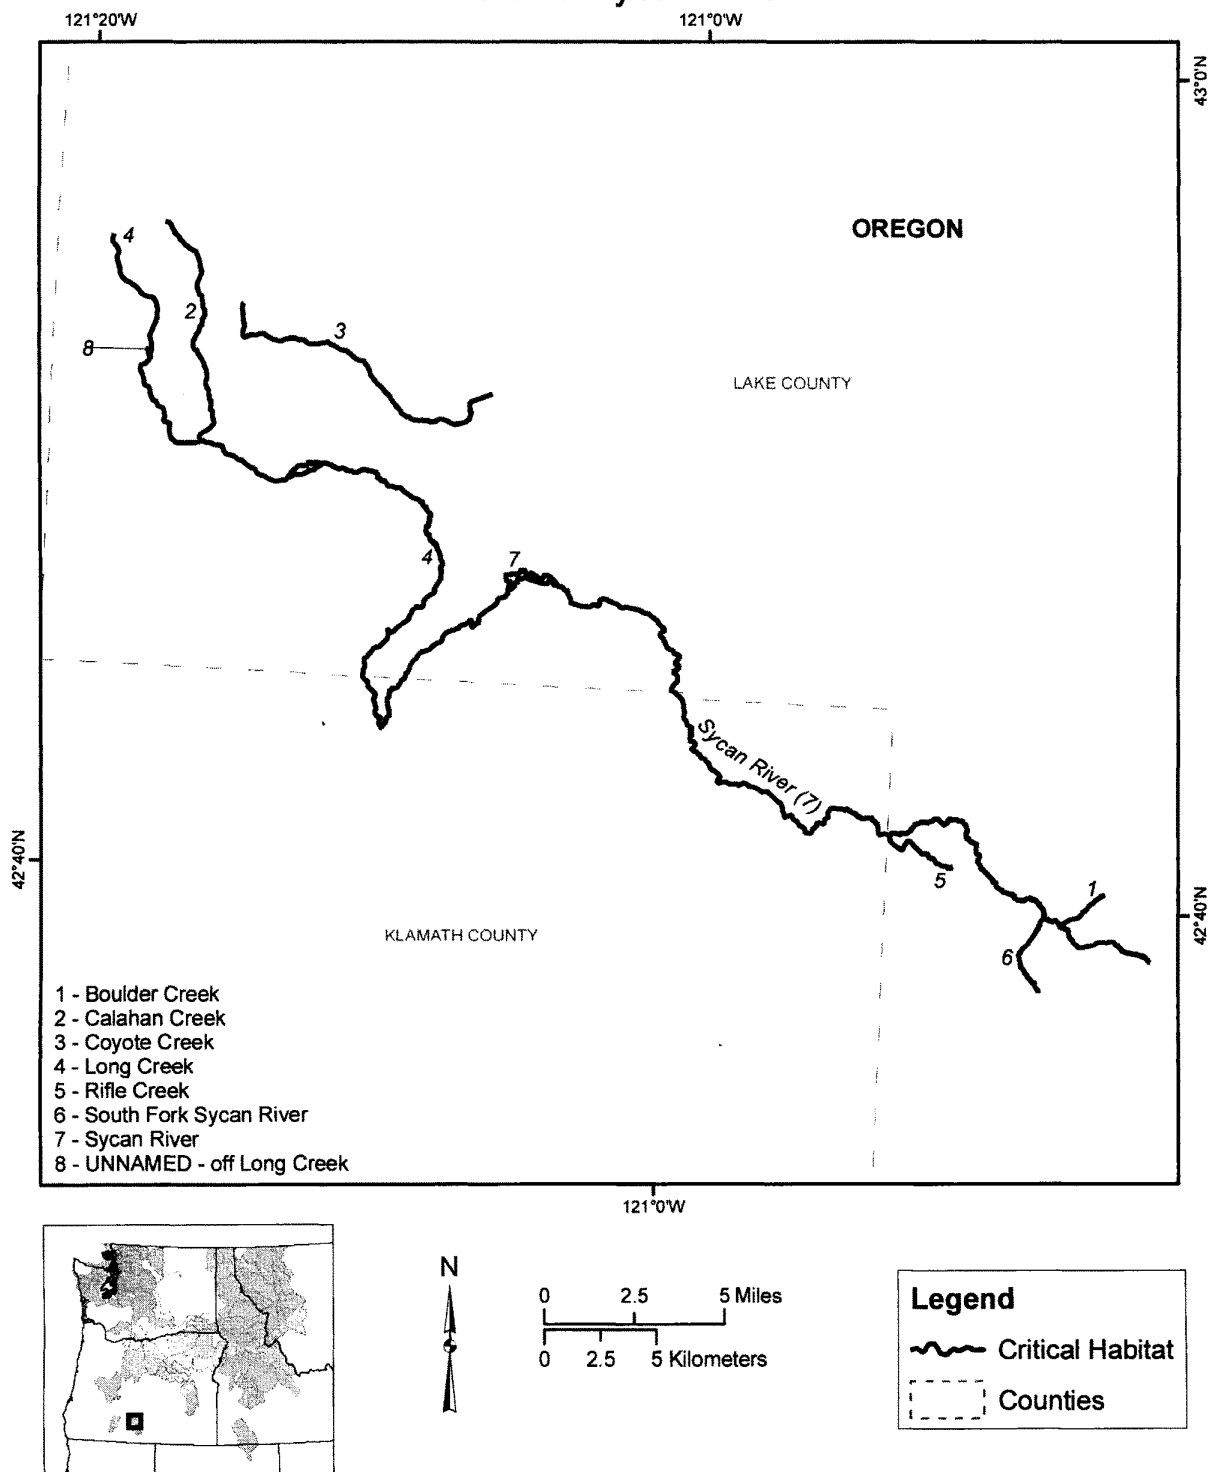 121°20'W
121°0'W
43°0'N
OREGON
4
2
3
8
LAKE COUNTY
4
7
Sycan River (7)
42°40'N
5
1
42°40'N
6
KLAMATH COUNTY
1 - Boulder Creek
2 - Calahan Creek
3 - Coyote Creek
4 - Long Creek
5 - Rifle Creek
6 - South Fork Sycan River
7 - Sycan River
8 - UNNAMED - off Long Creek
121°0'W
N
0 2.5 5 Miles
0 2.5 5 Kilometers
Legend
Critical Habitat
Counties